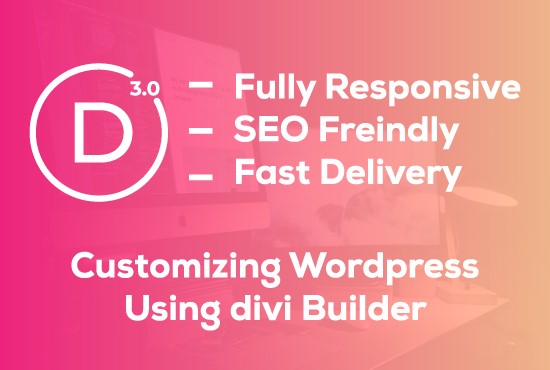 D 3.0
– Fully Responsive
– SEO Freindly
– Fast Delivery
Customizing Wordpress
Using divi Builder